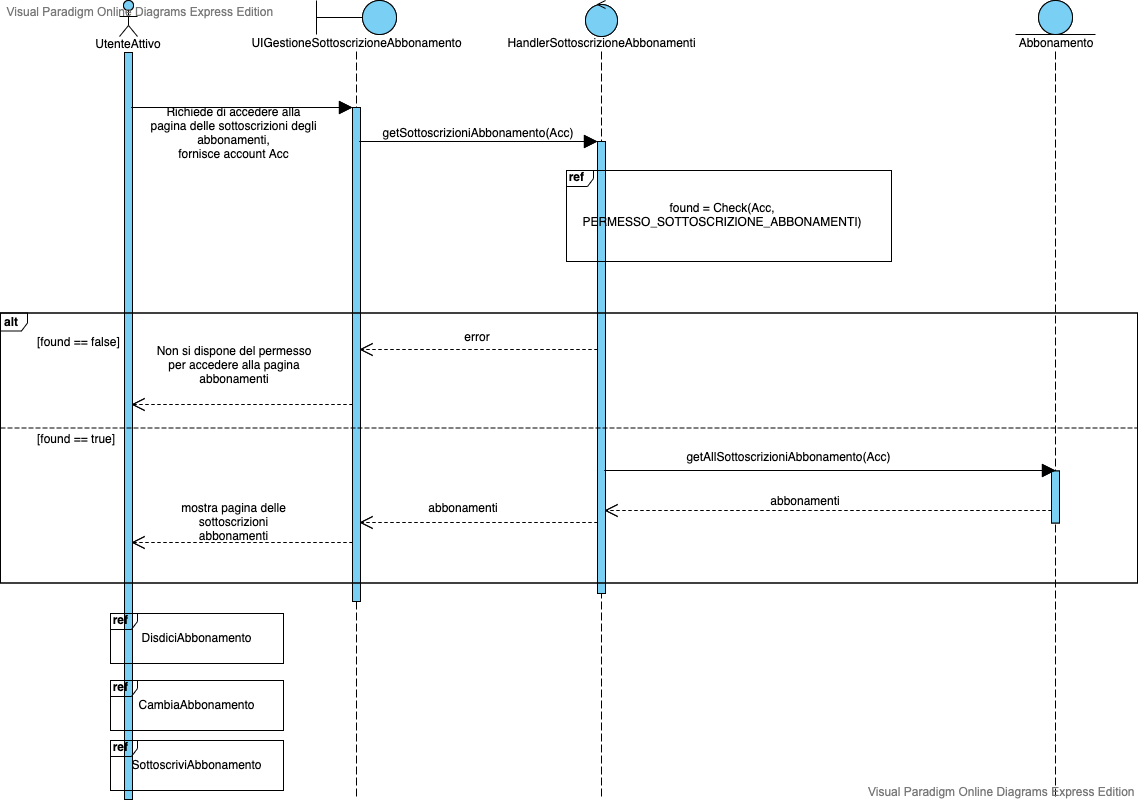 Visual Paradigm Online Diagrams Express Edition
UtenteAttivo
UIGestioneSottoscrizioneAbbonamento
HandlerSottoscrizioneAbbonamenti
Abbonamento
Richiede di accedere alla
pagina delle sottoscrizioni degli
abbonamenti,
fornisce account Acc
getSottoscrizioniAbbonamento(Acc)
ref
found = Check(Acc,
PERMESSO_SOTTOSCRIZIONE_ABBONAMENTI)
alt
[found == false]
error
Non si dispone del permesso
per accedere alla pagina
abbonamenti
[found == true]
getAllSottoscrizioniAbbonamento(Acc)
abbonamenti
abbonamenti
mostra pagina delle
sottoscrizioni
abbonamenti
ref
DisdiciAbbonamento
ref
CambiaAbbonamento
ref
SottoscriviAbbonamento
Visual Paradigm Online Diagrams Express Edition